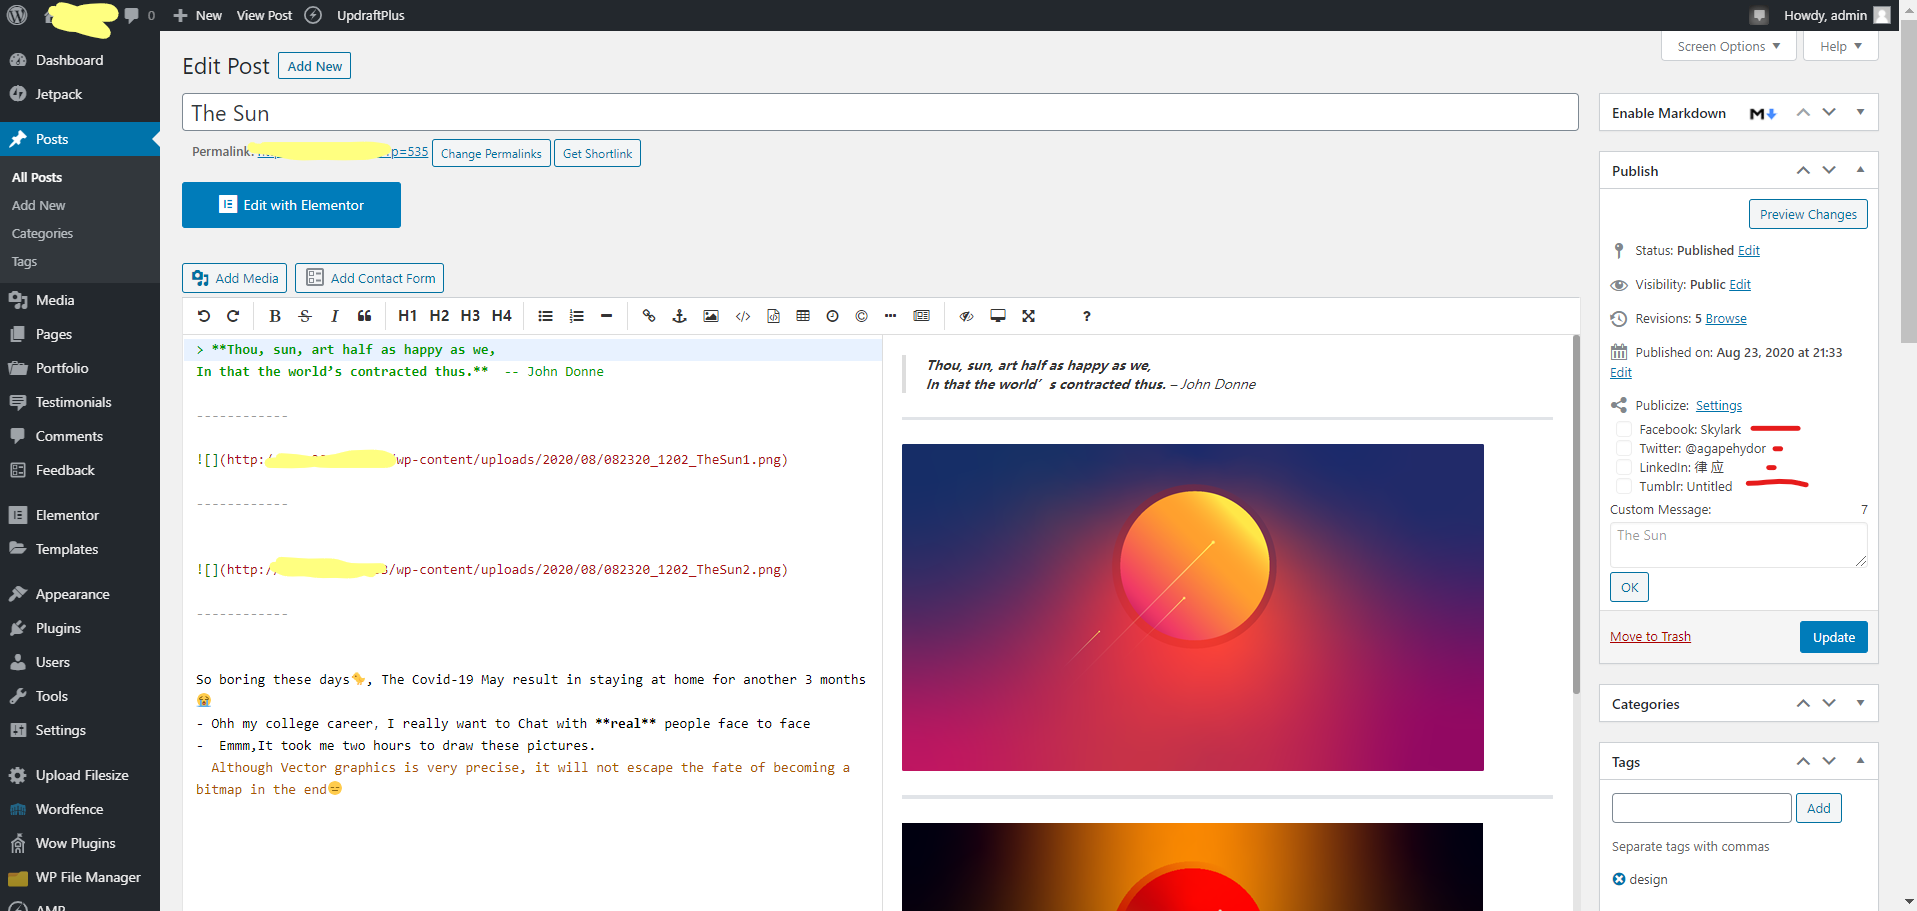 0
New
View Post
UpdraftPlus
Howdy, admin
Screen Options
Help
Dashboard
Jetpack
Posts
All Posts
Add New
Categories
Tags
Media
Pages
Portfolio
Testimonials
Comments
Feedback
Elementor
Templates
Appearance
Plugins
Users
Tools
Settings
Upload Filesize
Wordfence
Wow Plugins
WP File Manager
AMP
Edit Post
Add New
The Sun
Permalink: p=535 Change Permalinks Get Shortlink
Edit with Elementor
Add Media
Add Contact Form
B S I H1 H2 H3 H4 ?
> **Thou, sun, art half as happy as we,
In that the world’s contracted thus.** -- John Donne
------------
![](http:/ /wp-content/uploads/2020/08/082320_1202_TheSun1.png)
------------
![](http:/ /wp-content/uploads/2020/08/082320_1202_TheSun2.png)
------------
So boring these days🐤, The Covid-19 May result in staying at home for another 3 months
😭
- Ohh my college career, I really want to Chat with **real** people face to face
- Emmm,It took me two hours to draw these pictures.
Although Vector graphics is very precise, it will not escape the fate of becoming a
bitmap in the end😑
Thou, sun, art half as happy as we,
In that the world’s contracted thus. – John Donne
Enable Markdown M
Publish
Preview Changes
Status: Published Edit
Visibility: Public Edit
Revisions: 5 Browse
Published on: Aug 23, 2020 at 21:33
Edit
Publicize: Settings
Facebook: Skylark
Twitter: @agapehydor
LinkedIn: 律 应
Tumblr: Untitled
Custom Message: 7
The Sun
OK
Move to Trash
Update
Categories
Tags
Add
Separate tags with commas
design